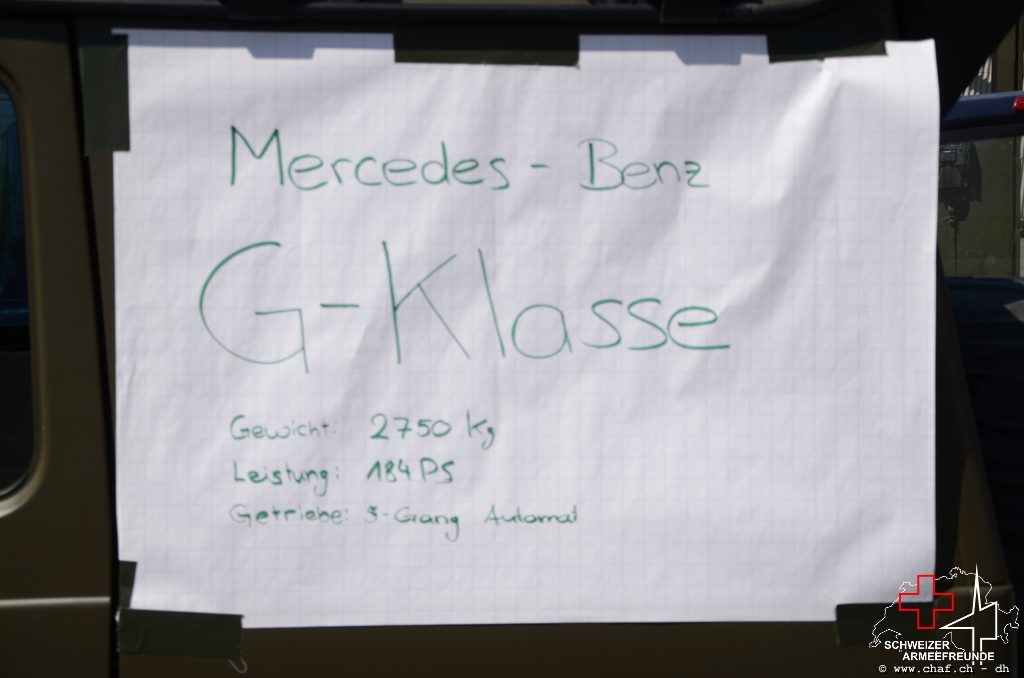 Mercedes - Benz
G-Klasse
Gewicht: 2750 Kg
Leistung: 184 PS
Getriebe: 5-Gang Automat
SCHWEIZER
ARMEEFREUNDE
© www.chaf.ch - dh